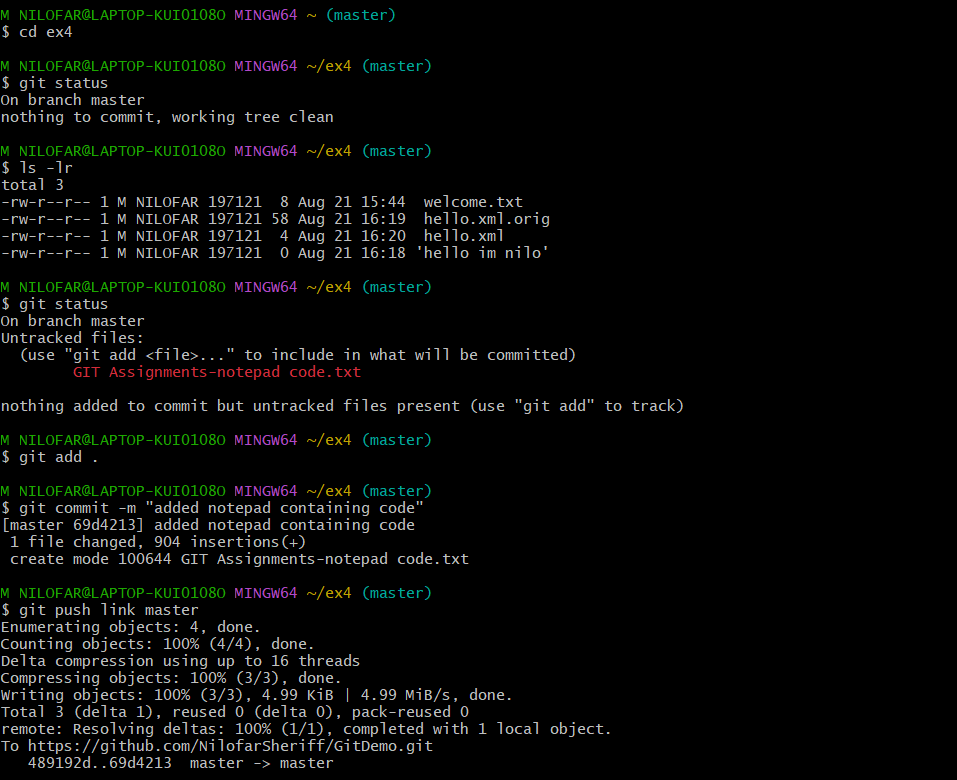 M NILOFAR@LAPTOP-KUI0108O MINGW64 ~ (master)
$ cd ex4
M NILOFAR@LAPTOP-KUI0108O MINGW64 ~/ex4 (master)
$ git status
On branch master
nothing to commit, working tree clean
M NILOFAR@LAPTOP-KUI0108O MINGW64 ~/ex4 (master)
$ ls -lr
total 3
-rw-r--r-- 1 M NILOFAR 197121  8 Aug 21 15:44  welcome.txt
-rw-r--r-- 1 M NILOFAR 197121 58 Aug 21 16:19  hello.xml.orig
-rw-r--r-- 1 M NILOFAR 197121  4 Aug 21 16:20  hello.xml
-rw-r--r-- 1 M NILOFAR 197121  0 Aug 21 16:18 'hello im nilo'
M NILOFAR@LAPTOP-KUI0108O MINGW64 ~/ex4 (master)
$ git status
On branch master
Untracked files:
  (use "git add <file>..." to include in what will be committed)
        GIT Assignments-notepad code.txt
nothing added to commit but untracked files present (use "git add" to track)
M NILOFAR@LAPTOP-KUI0108O MINGW64 ~/ex4 (master)
$ git add .
M NILOFAR@LAPTOP-KUI0108O MINGW64 ~/ex4 (master)
$ git commit -m "added notepad containing code"
[master 69d4213] added notepad containing code
 1 file changed, 904 insertions(+)
 create mode 100644 GIT Assignments-notepad code.txt
M NILOFAR@LAPTOP-KUI0108O MINGW64 ~/ex4 (master)
$ git push link master
Enumerating objects: 4, done.
Counting objects: 100% (4/4), done.
Delta compression using up to 16 threads
Compressing objects: 100% (3/3), done.
Writing objects: 100% (3/3), 4.99 KiB | 4.99 MiB/s, done.
Total 3 (delta 1), reused 0 (delta 0), pack-reused 0
remote: Resolving deltas: 100% (1/1), completed with 1 local object.
To https://github.com/NilofarSheriff/GitDemo.git
   489192d..69d4213  master -> master